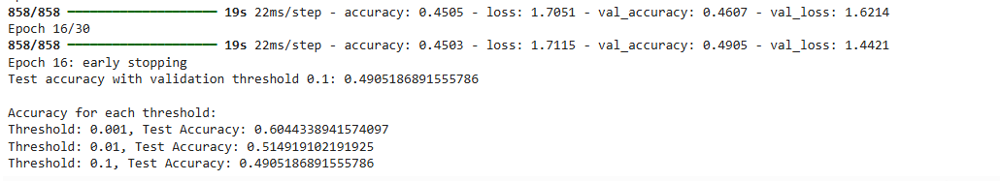 858/858 ━━━━━━━━━━━━━━━━━━━━ 19s 22ms/step - accuracy: 0.4505 - loss: 1.7051 - val_accuracy: 0.4607 - val_loss: 1.6214
Epoch 16/30
858/858 ━━━━━━━━━━━━━━━━━━━━ 19s 22ms/step - accuracy: 0.4503 - loss: 1.7115 - val_accuracy: 0.4905 - val_loss: 1.4421
Epoch 16: early stopping
Test accuracy with validation threshold 0.1: 0.4905186891555786
Accuracy for each threshold:
Threshold: 0.001, Test Accuracy: 0.6044338941574097
Threshold: 0.01, Test Accuracy: 0.514919102191925
Threshold: 0.1, Test Accuracy: 0.4905186891555786